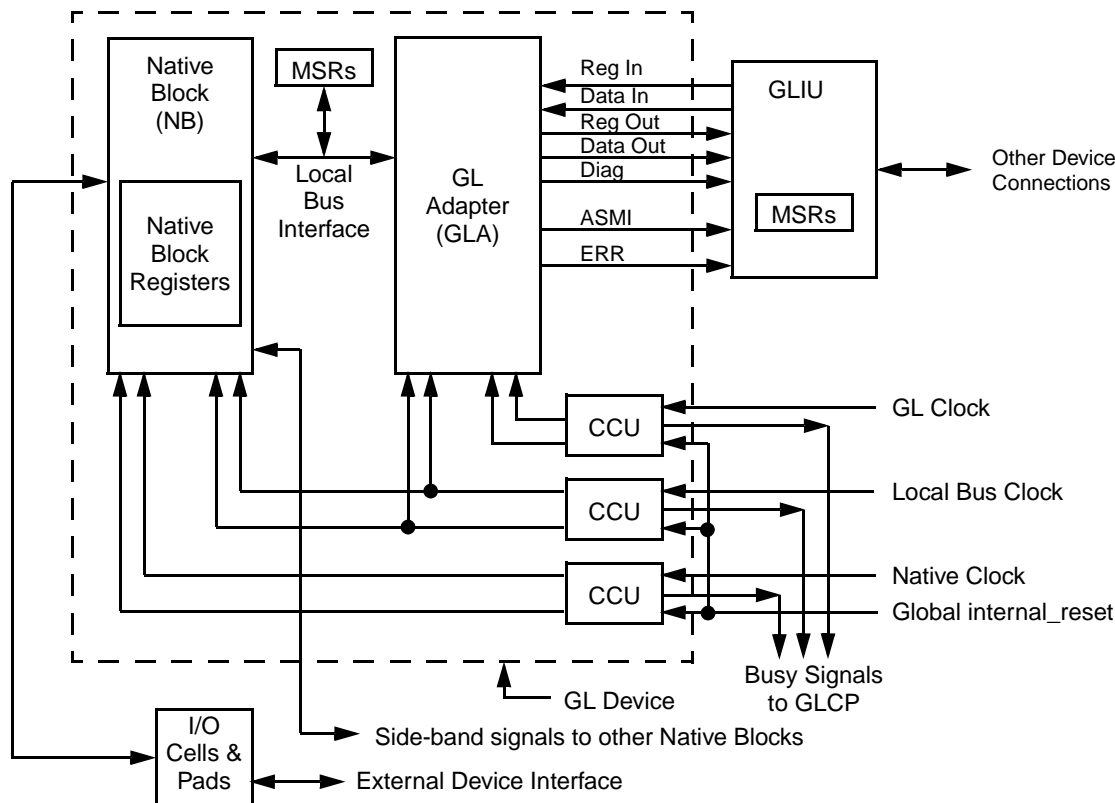 Native
Block
(NB)
Native
Block
Registers
MSRs
Local
Bus
Interface
GL
Adapter
(GLA)
Reg In
Data In
Reg Out
Data Out
Diag
ASMI
ERR
GLIU
MSRs
Other Device
Connections
CCU
GL Clock
CCU
Local Bus Clock
CCU
Native Clock
Global internal_reset
Busy Signals
to GLCP
GL Device
Side-band signals to other Native Blocks
I/O
Cells &
Pads
External Device Interface